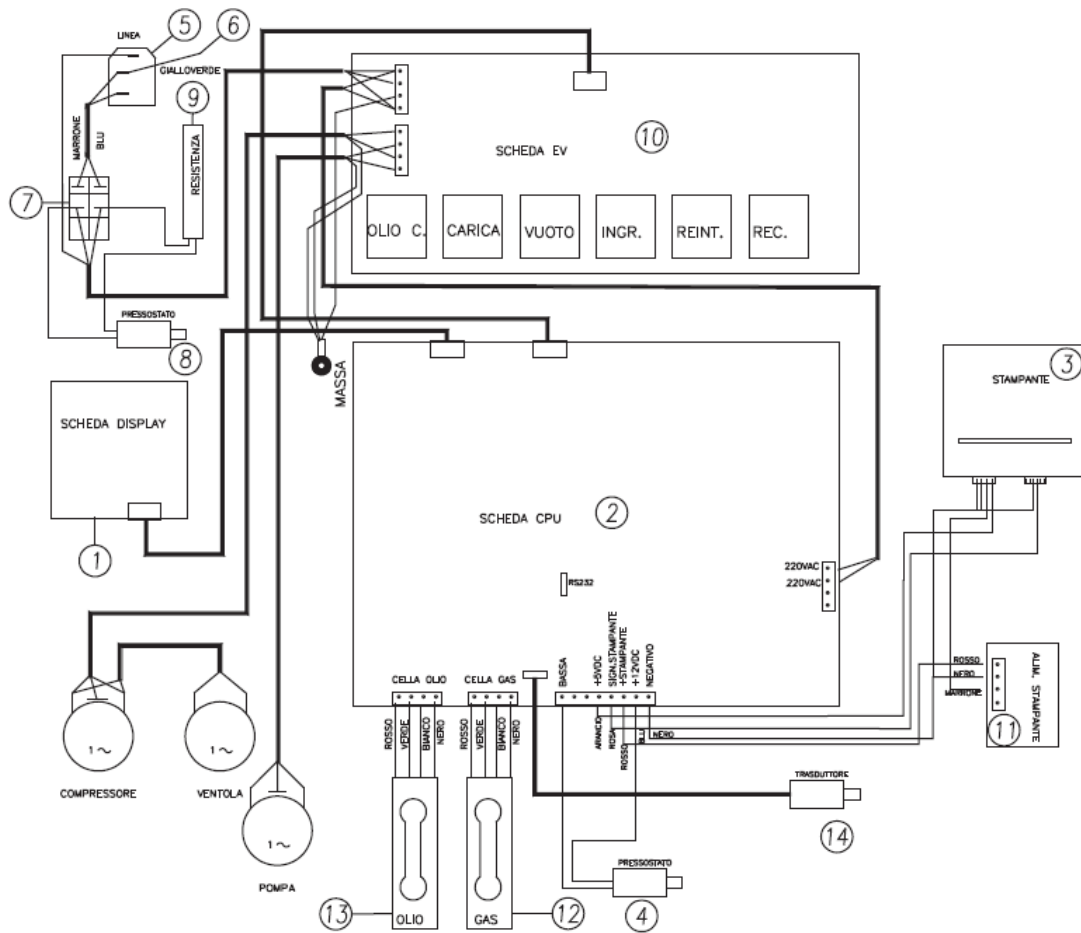 LINEA
5
6
GIALLOVERDE
9
MARRONE
BLU
RESISTENZA
7
PRESSOSTATO
8
SCHEDA EV
10
OLIO C.
CARICA
VUOTO
INGR.
REINT.
REC.
MASSA
SCHEDA DISPLAY
1
SCHEDA CPU
2
RS232
220VAC
220VAC
STAMPANTE
3
CELLA OLIO
CELLA GAS
BASSA
+5VDC
SIGN.STAMPANTE
+STAMPANTE
+12VDC
NEGATIVO
ROSSO
VERDE
BIANCO
NERO
ROSSO
VERDE
BIANCO
NERO
ARANCIO
ROSA
ROSSO
BLU
NERO
ROSSO
NERO
MARRONE
ALIM. STAMPANTE
11
1~
COMPRESSORE
1~
VENTOLA
1~
POMPA
TRASDUTTORE
14
PRESSOSTATO
4
13
OLIO
GAS
12